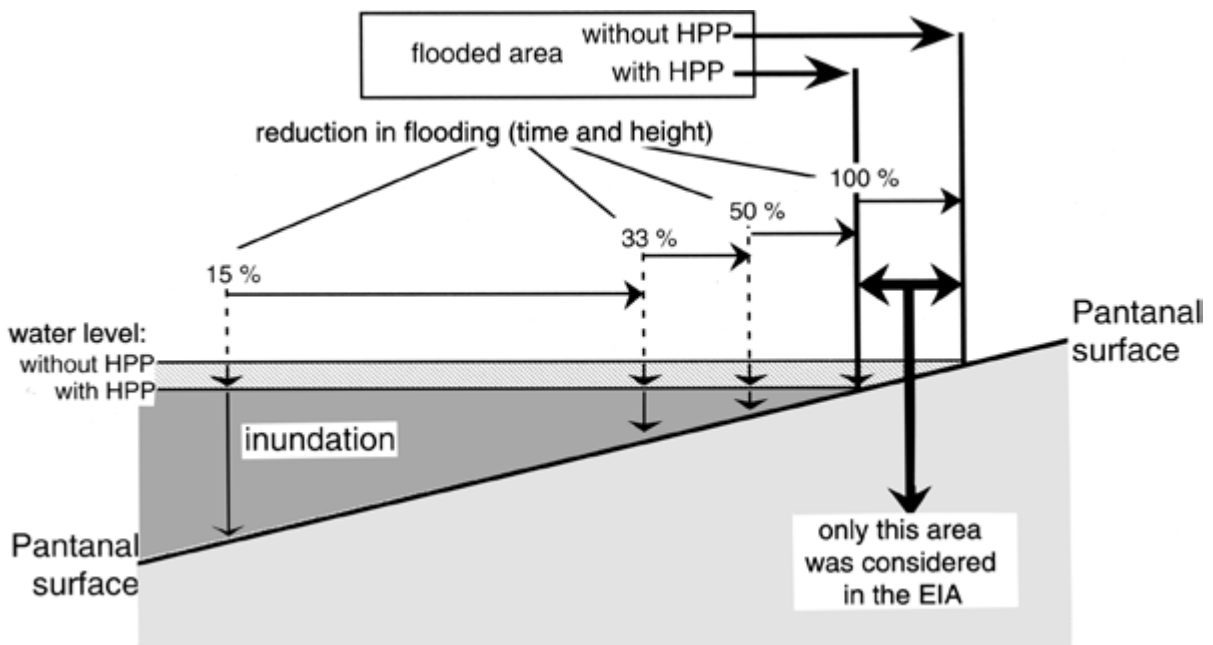 without HPP
flooded area
with HPP
reduction in flooding (time and height)
100 %
50 %
33 %
15 %
water level:
without HPP
with HPP
inundation
Pantanal
surface
Pantanal
surface
only this area
was considered
in the EIA